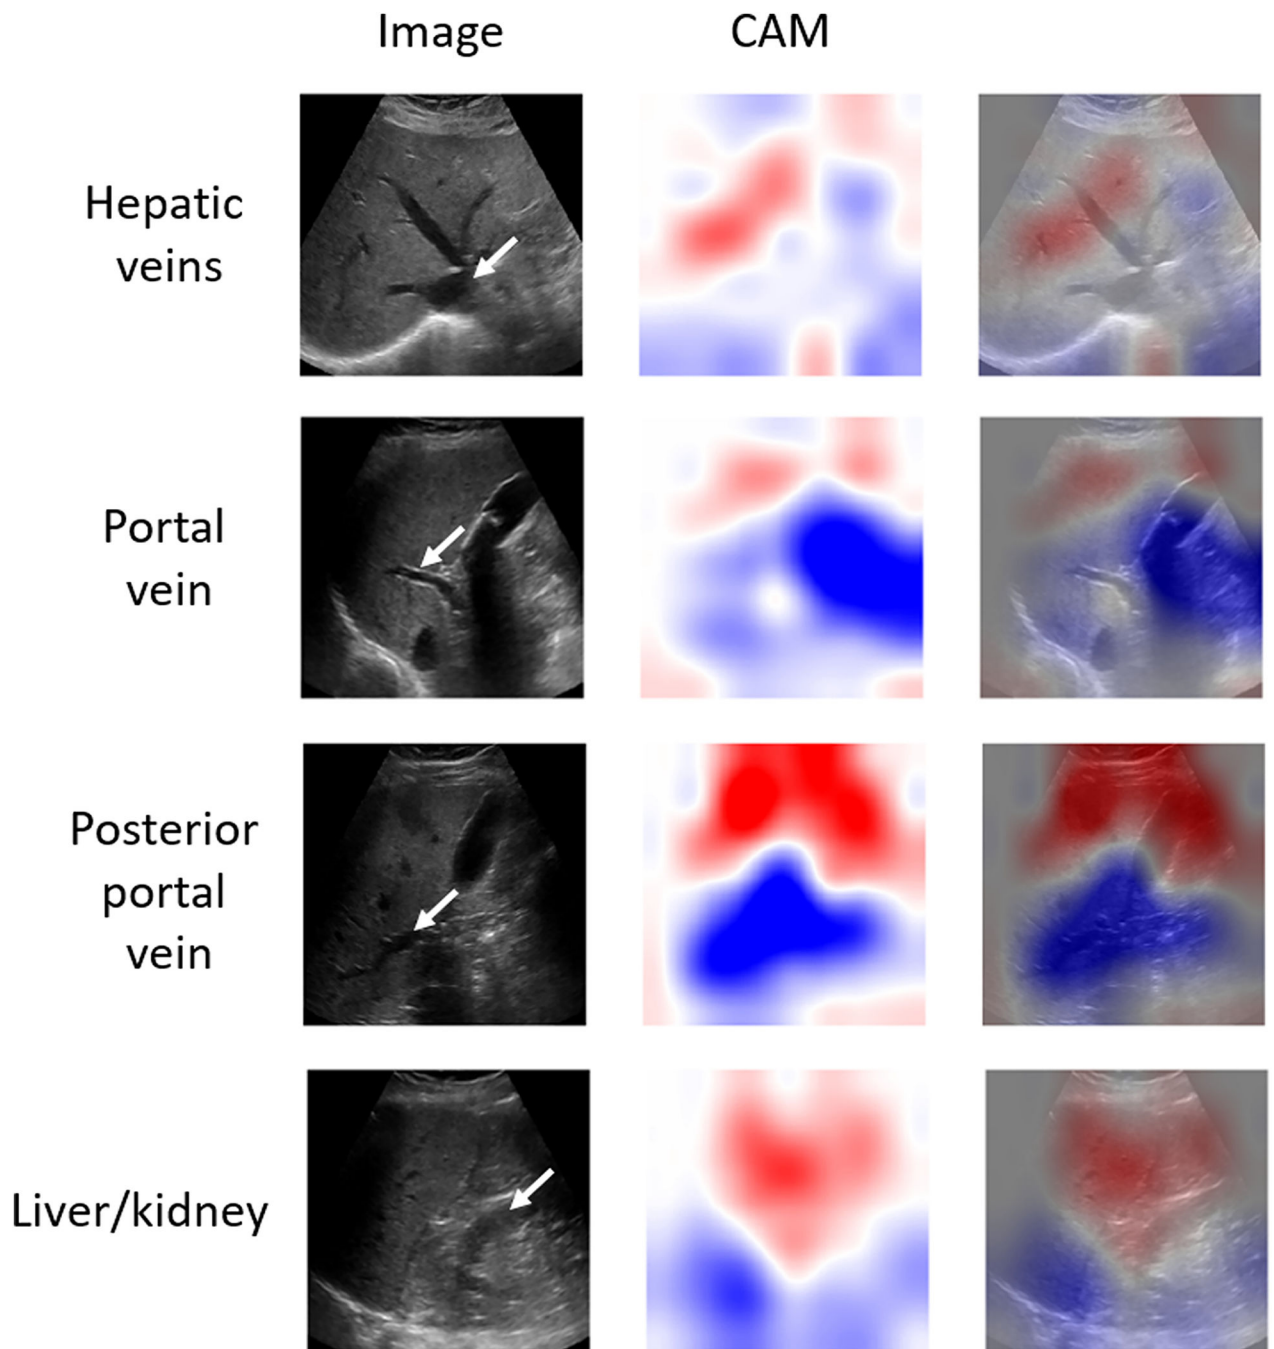 Image CAM
Hepatic
veins
Portal
vein
Posterior
portal
vein
Liver/kidney